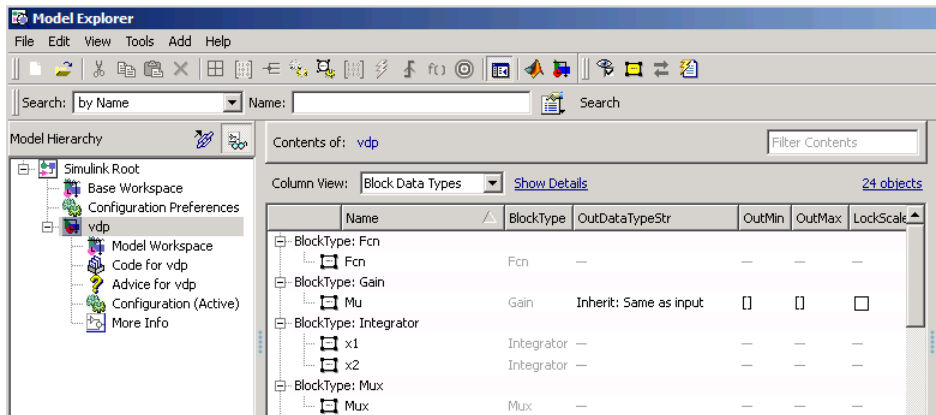 Model Explorer
File Edit View Tools Add Help
f()
Search: by Name Name: Search
Model Hierarchy
Simulink Root
Base Workspace
Configuration Preferences
vdp
Model Workspace
Code for vdp
Advice for vdp
Configuration (Active)
More Info
Contents of: vdp Filter Contents
Column View: Block Data Types Show Details 24 objects
Name BlockType OutDataTypeStr OutMin OutMax LockScale
BlockType: Fcn
Fcn Fcn — — — —
BlockType: Gain
Mu Gain Inherit: Same as input [] []
BlockType: Integrator
x1 Integrator — — — —
x2 Integrator — — — —
BlockType: Mux
Mux Mux — — — —